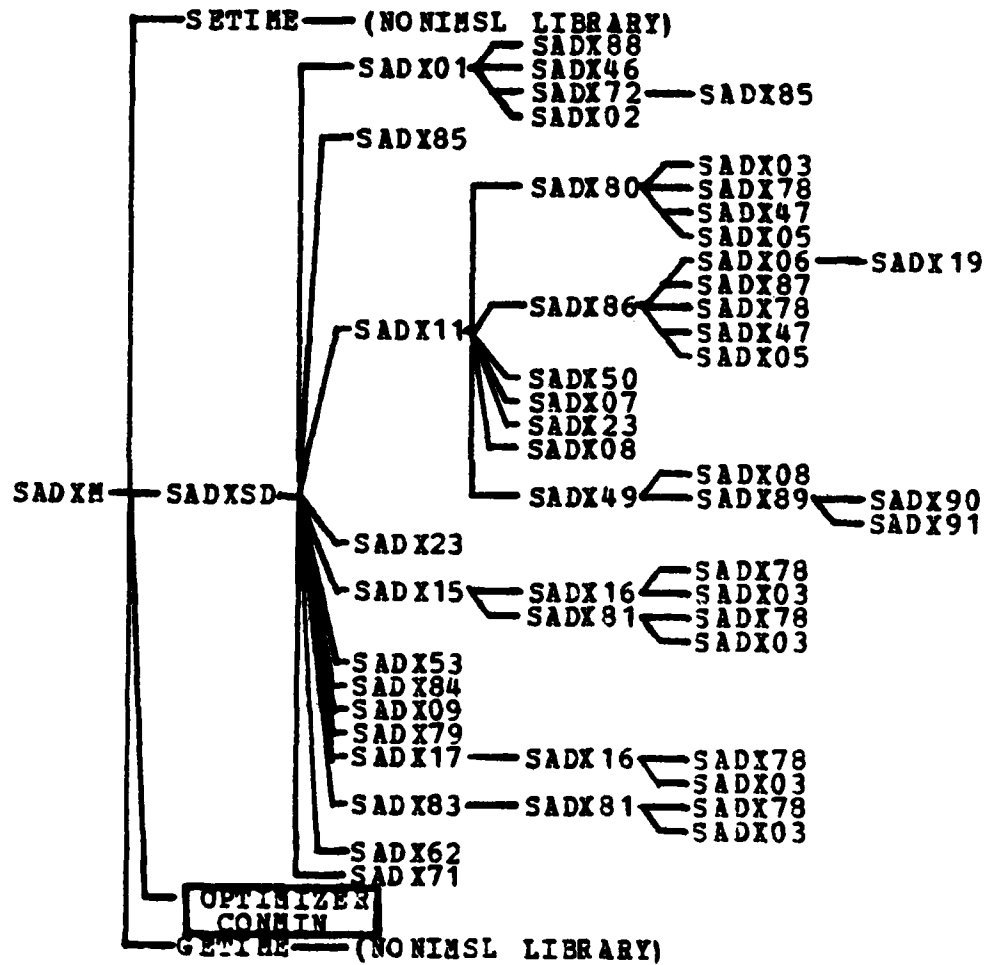 SETIME (NONIMSL LIBRARY)
SADX88
SADX01 SADX46
SADX72 SADX85
SADX02
SADX85
SADX03
SADX80 SADX78
SADX47
SADX05
SADX06 SADX19
SADX87
SADX86 SADX78
SADX11 SADX47
SADX05
SADX50
SADX07
SADX23
SADX08
SADX08
SADXM SADXSD SADX49 SADX89 SADX90
SADX91
SADX23
SADX78
SADX15 SADX16 SADX03
SADX81 SADX78
SADX03
SADX53
SADX84
SADX09
SADX79
SADX17 SADX16 SADX78
SADX03
SADX83 SADX81 SADX78
SADX03
SADX62
SADX71
OPTIMIZER
CONMIN
GETIME (NONIMSL LIBRARY)